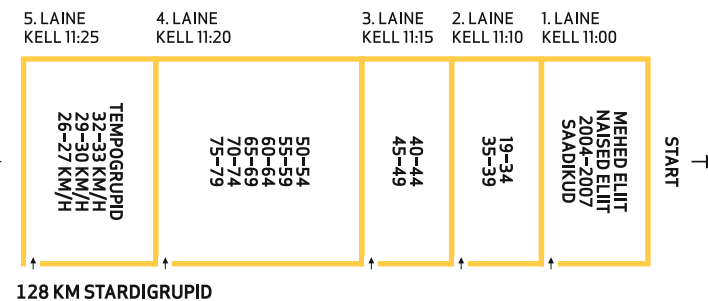 5. LAINE
KELL 11:25
4. LAINE
KELL 11:20
3. LAINE
KELL 11:15
2. LAINE
KELL 11:10
1. LAINE
KELL 11:00
TEMPOGRUPID
32–33 KM/H
29–30 KM/H
26–27 KM/H
50–54
55–59
60–64
65–69
70–74
75–79
40–44
45–49
19–34
35–39
MEHED ELIIT
NAISED ELIIT
2004–2007
SAADIKUD
START
128 KM STARDIGRUPID